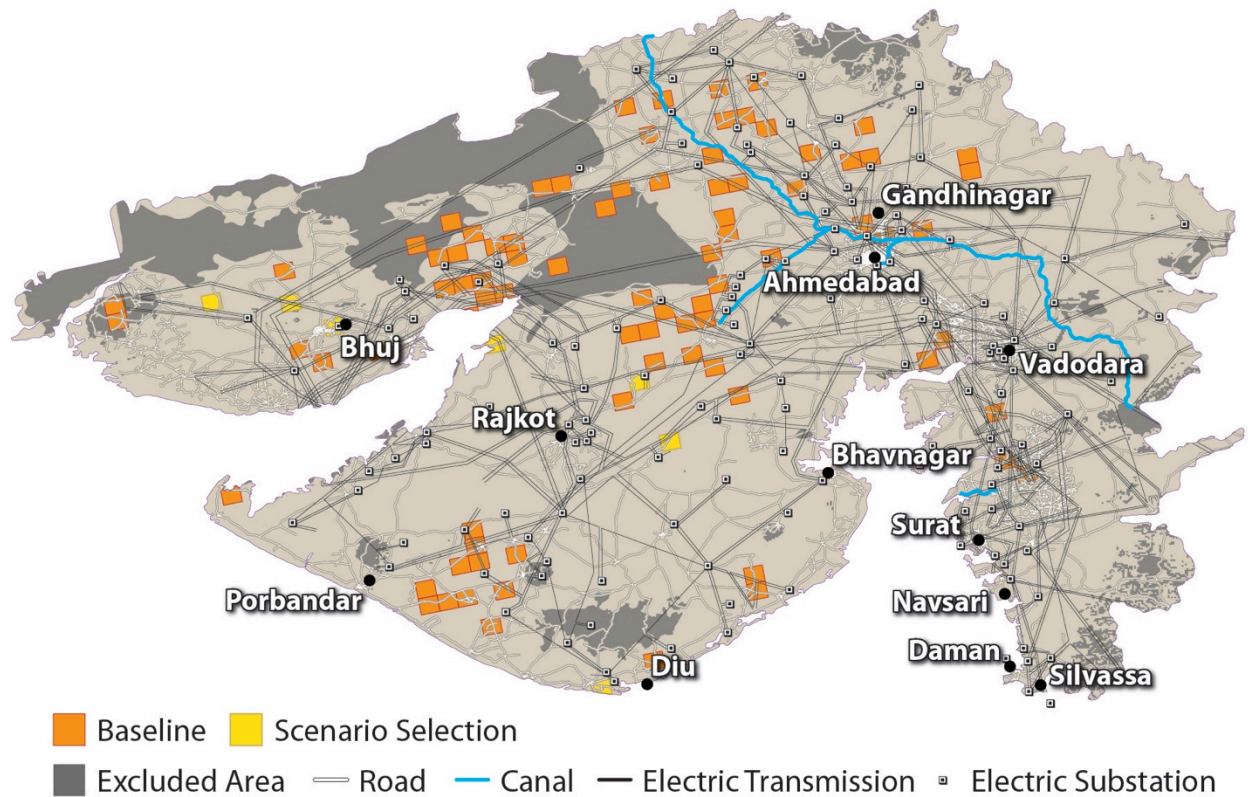 Gandhinagar
Ahmedabad
Bhuj
Vadodara
Rajkot
Bhavnagar
Surat
Porbandar
Navsari
Daman
Diu
Silvassa
Baseline
Scenario Selection
Excluded Area
Road
Canal
Electric Transmission
Electric Substation